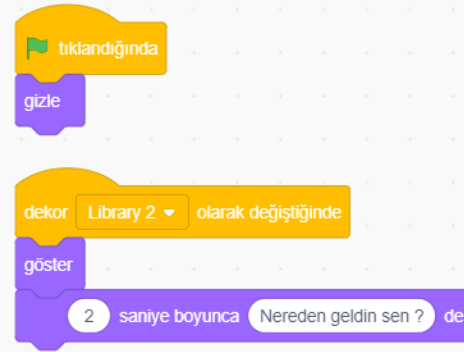 tıklandığında
gizle
dekor Library 2 olarak değiştiğinde
göster
2 saniye boyunca Nereden geldin sen ? de